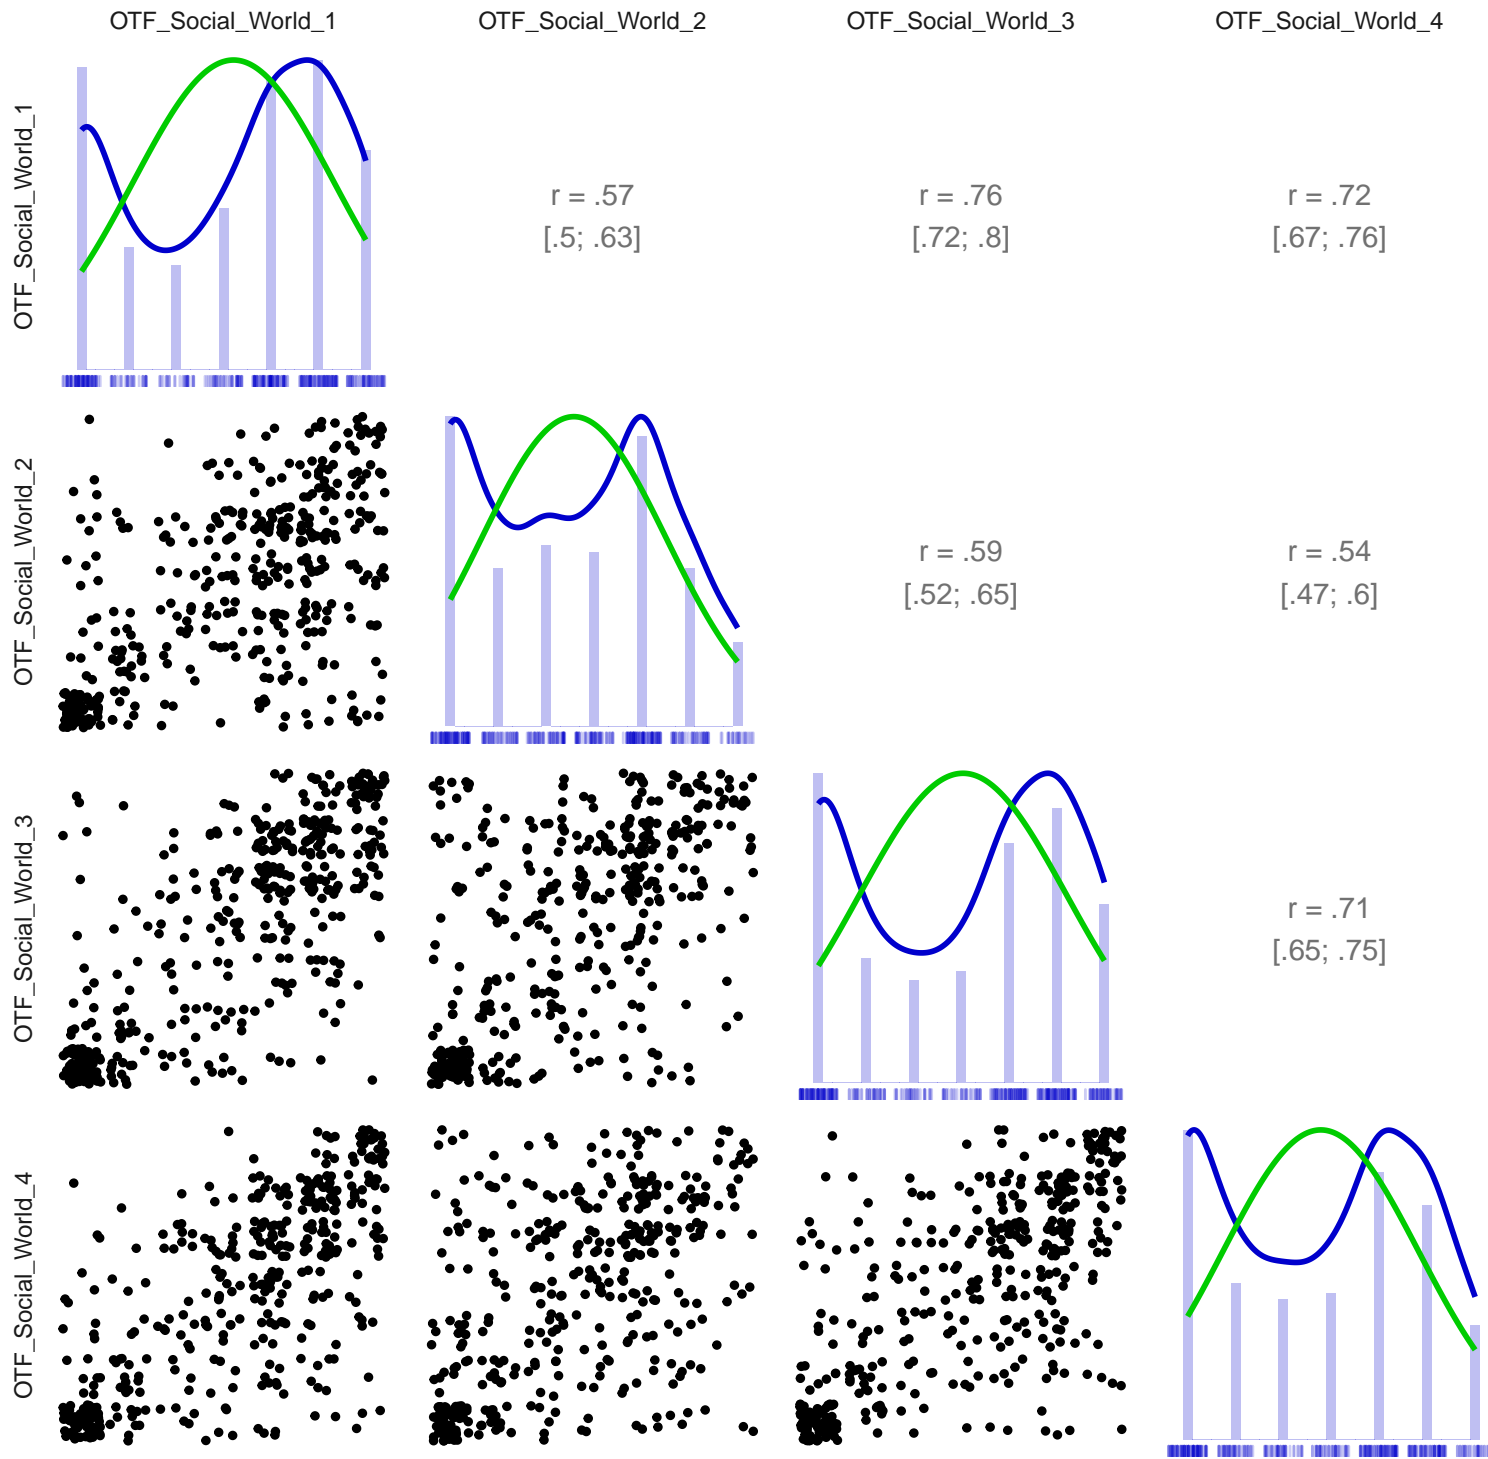 OTF_Social_World_1
OTF_Social_World_2
OTF_Social_World_3
OTF_Social_World_4
OTF_Social_World_1
r = .57
[.5; .63]
r = .76
[.72; .8]
r = .72
[.67; .76]
OTF_Social_World_2
r = .59
[.52; .65]
r = .54
[.47; .6]
OTF_Social_World_3
r = .71
[.65; .75]
OTF_Social_World_4